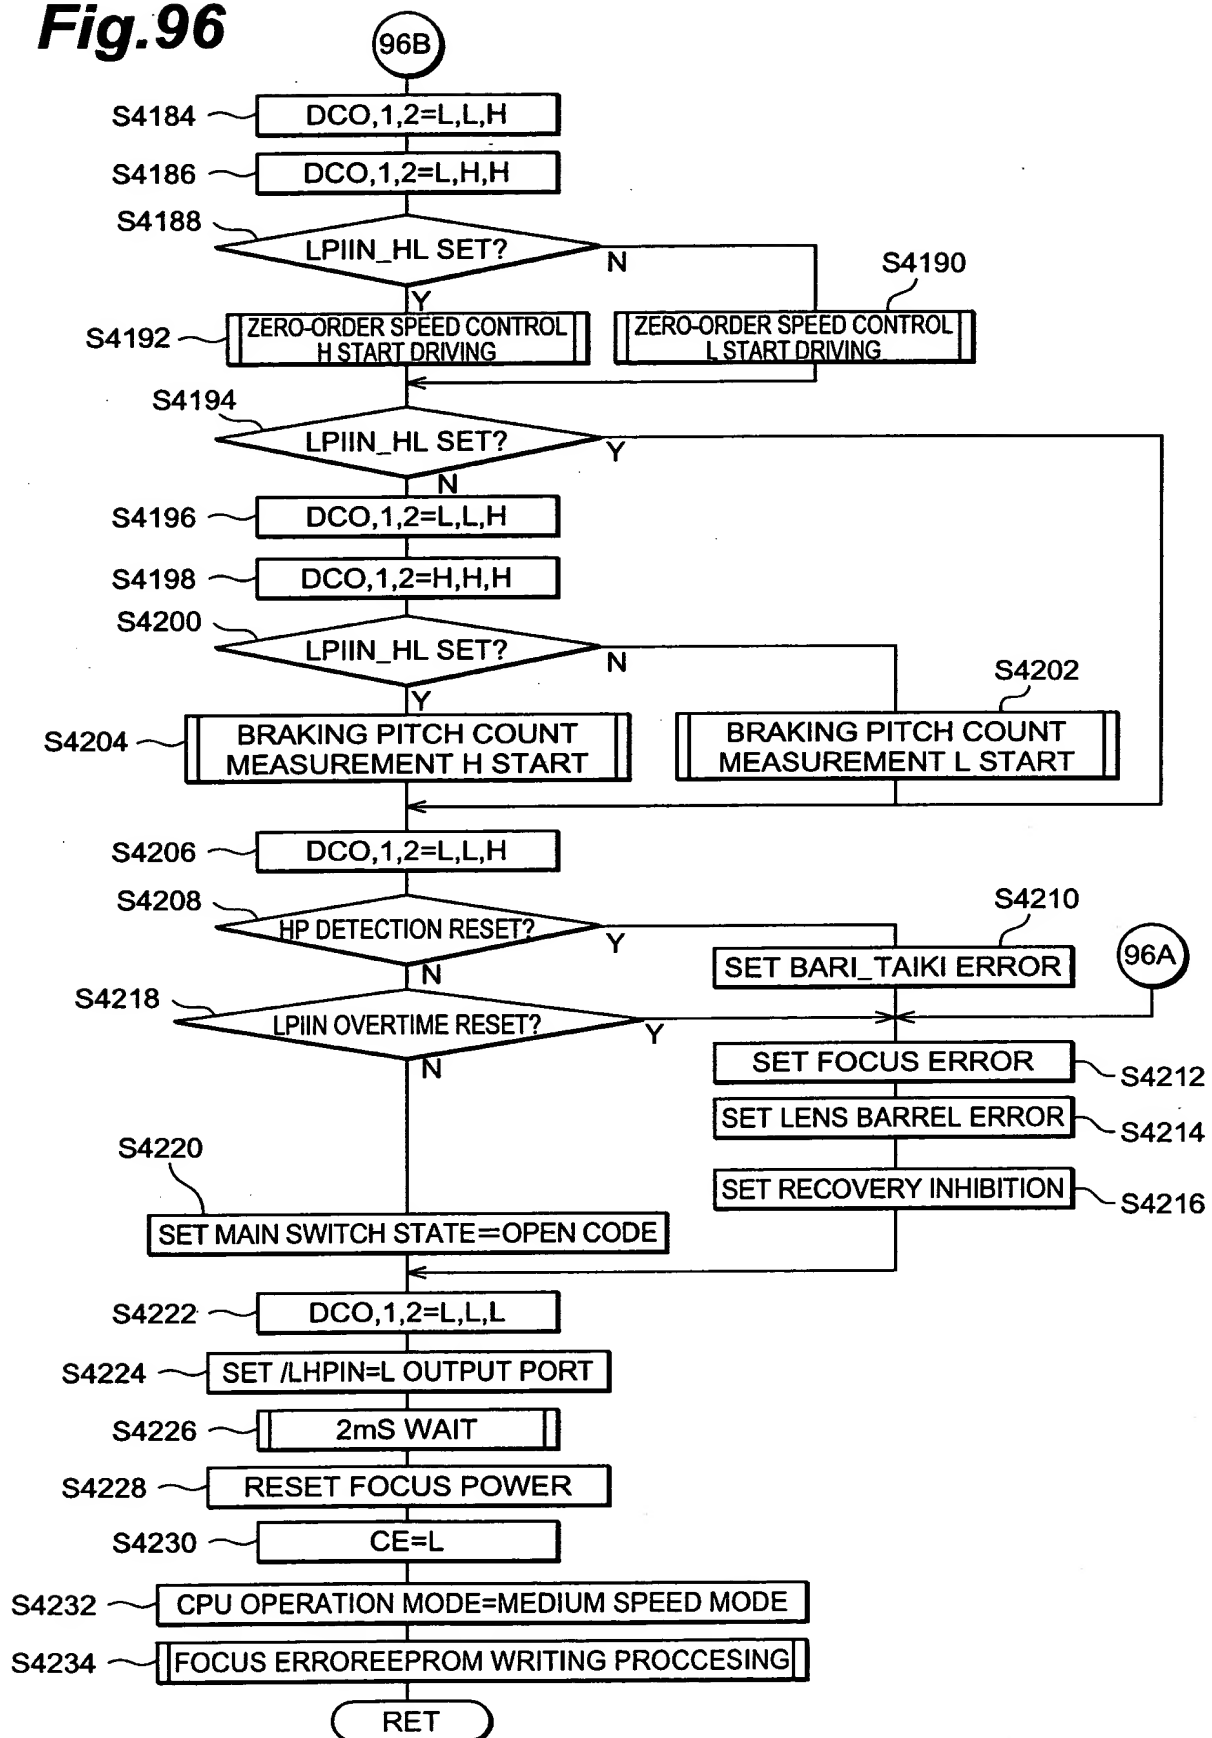 Fig.96
96B
S4184
DCO,1,2=L,L,H
S4186
DCO,1,2=L,H,H
S4188
LPIIN_HL SET?
N
Y
S4190
S4192
ZERO-ORDER SPEED CONTROL
H START DRIVING
ZERO-ORDER SPEED CONTROL
L START DRIVING
S4194
LPIIN_HL SET?
Y
N
S4196
DCO,1,2=L,L,H
S4198
DCO,1,2=H,H,H
S4200
LPIIN_HL SET?
N
Y
S4202
S4204
BRAKING PITCH COUNT
MEASUREMENT H START
BRAKING PITCH COUNT
MEASUREMENT L START
S4206
DCO,1,2=L,L,H
S4208
HP DETECTION RESET?
Y
N
S4210
SET BARI_TAIKI ERROR
96A
S4218
LPIIN OVERTIME RESET?
Y
N
SET FOCUS ERROR
S4212
SET LENS BARREL ERROR
S4214
SET RECOVERY INHIBITION
S4216
S4220
SET MAIN SWITCH STATE=OPEN CODE
S4222
DCO,1,2=L,L,L
S4224
SET /LHPIN=L OUTPUT PORT
S4226
2mS WAIT
S4228
RESET FOCUS POWER
S4230
CE=L
S4232
CPU OPERATION MODE=MEDIUM SPEED MODE
S4234
FOCUS ERROREEPROM WRITING PROCCESING
RET